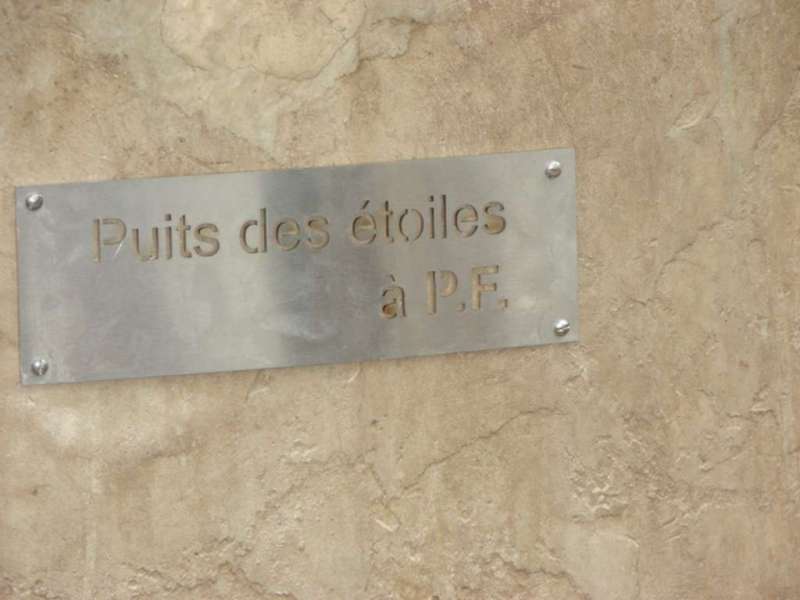 Puits des étoiles
à P.F.